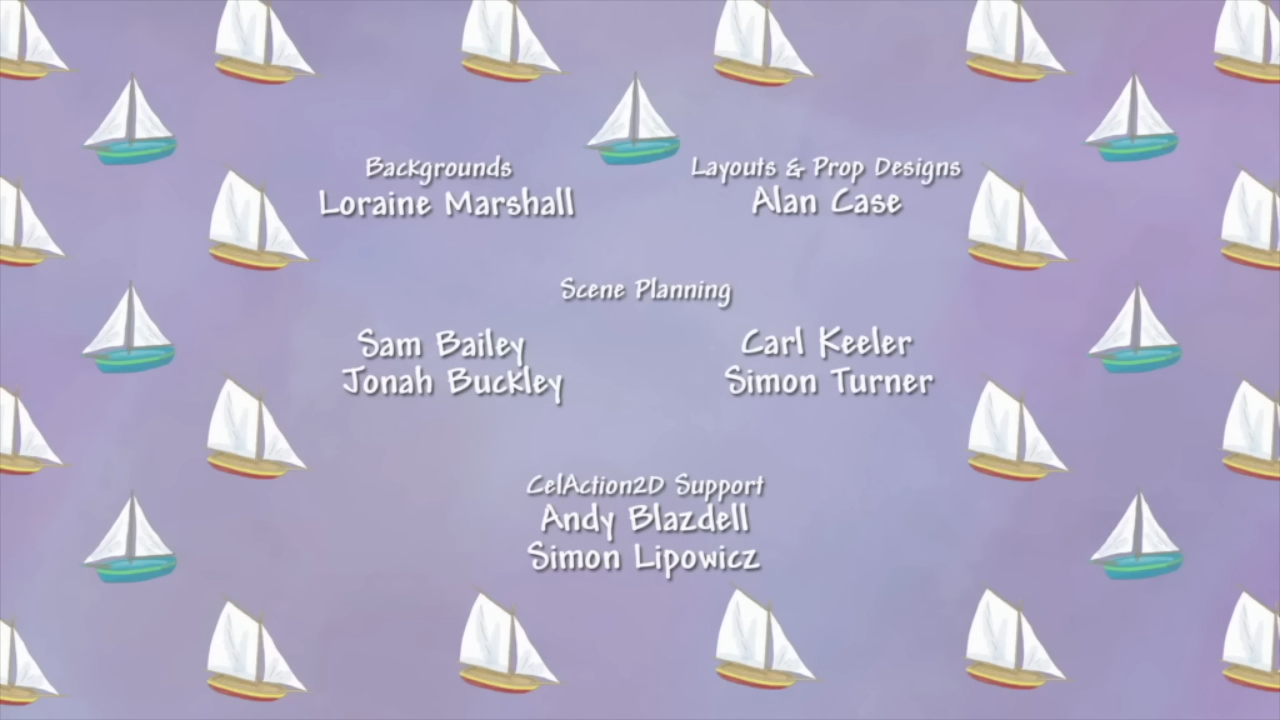 Backgrounds
Loraine Marshall
Layouts & Prop Designs
Alan Case
Scene Planning
Sam Bailey
Jonah Buckley
Carl Keeler
Simon Turner
CelAction2D Support
Andy Blazdell
Simon Lipowicz